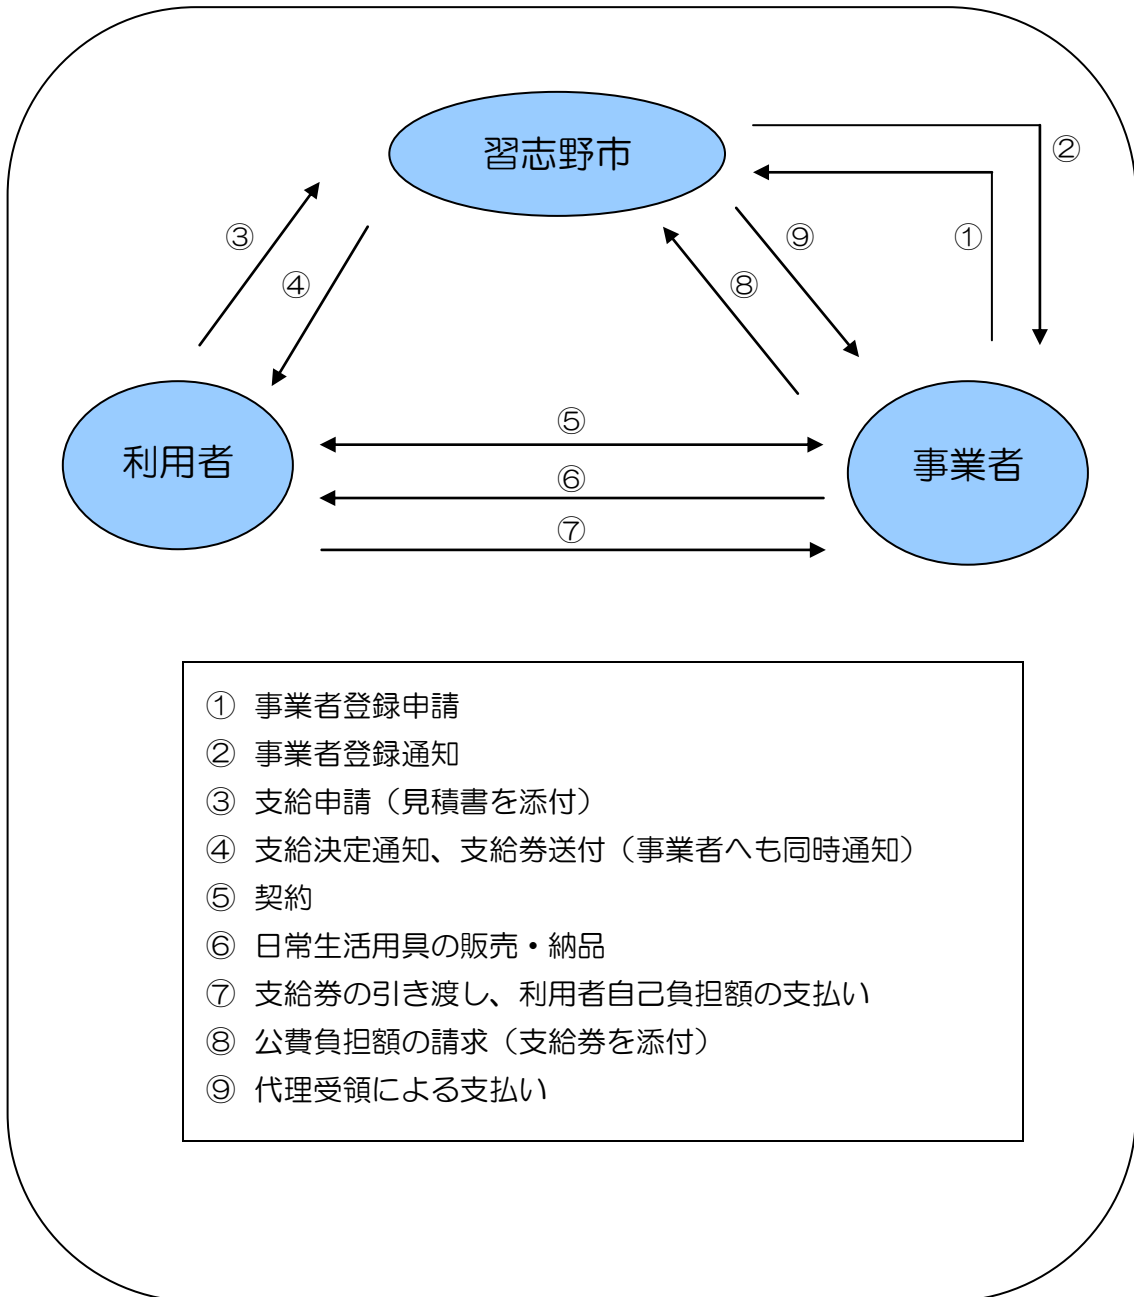 習志野市
②
③
⑨
①
④
⑧
⑤
利用者
事業者
⑥
⑦
① 事業者登録申請
② 事業者登録通知
③ 支給申請（見積書を添付）
④ 支給決定通知、支給券送付（事業者へも同時通知）
⑤ 契約
⑥ 日常生活用具の販売・納品
⑦ 支給券の引き渡し、利用者自己負担額の支払い
⑧ 公費負担額の請求（支給券を添付）
⑨ 代理受領による支払い